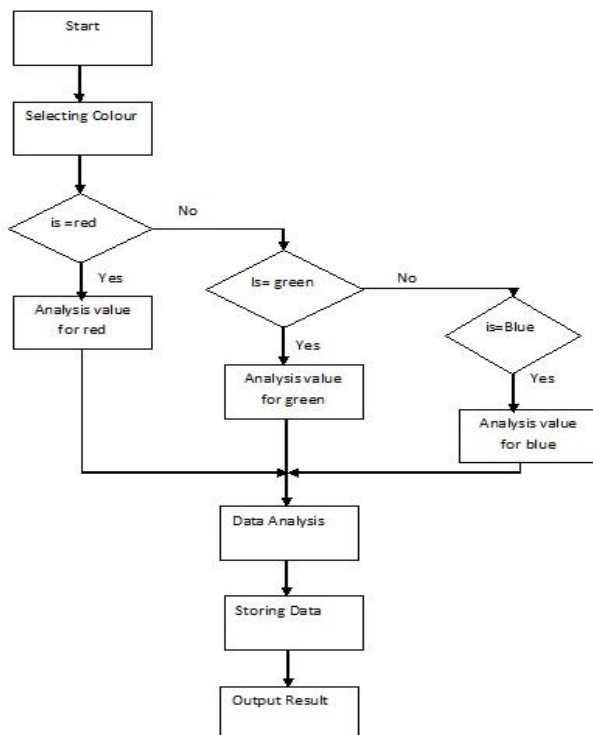 Start
Selecting Colour
is =red
No
Yes
Is= green
No
Analysis value
for red
is=Blue
Yes
Analysis value
for green
Yes
Analysis value
for blue
Data Analysis
Storing Data
Output Result